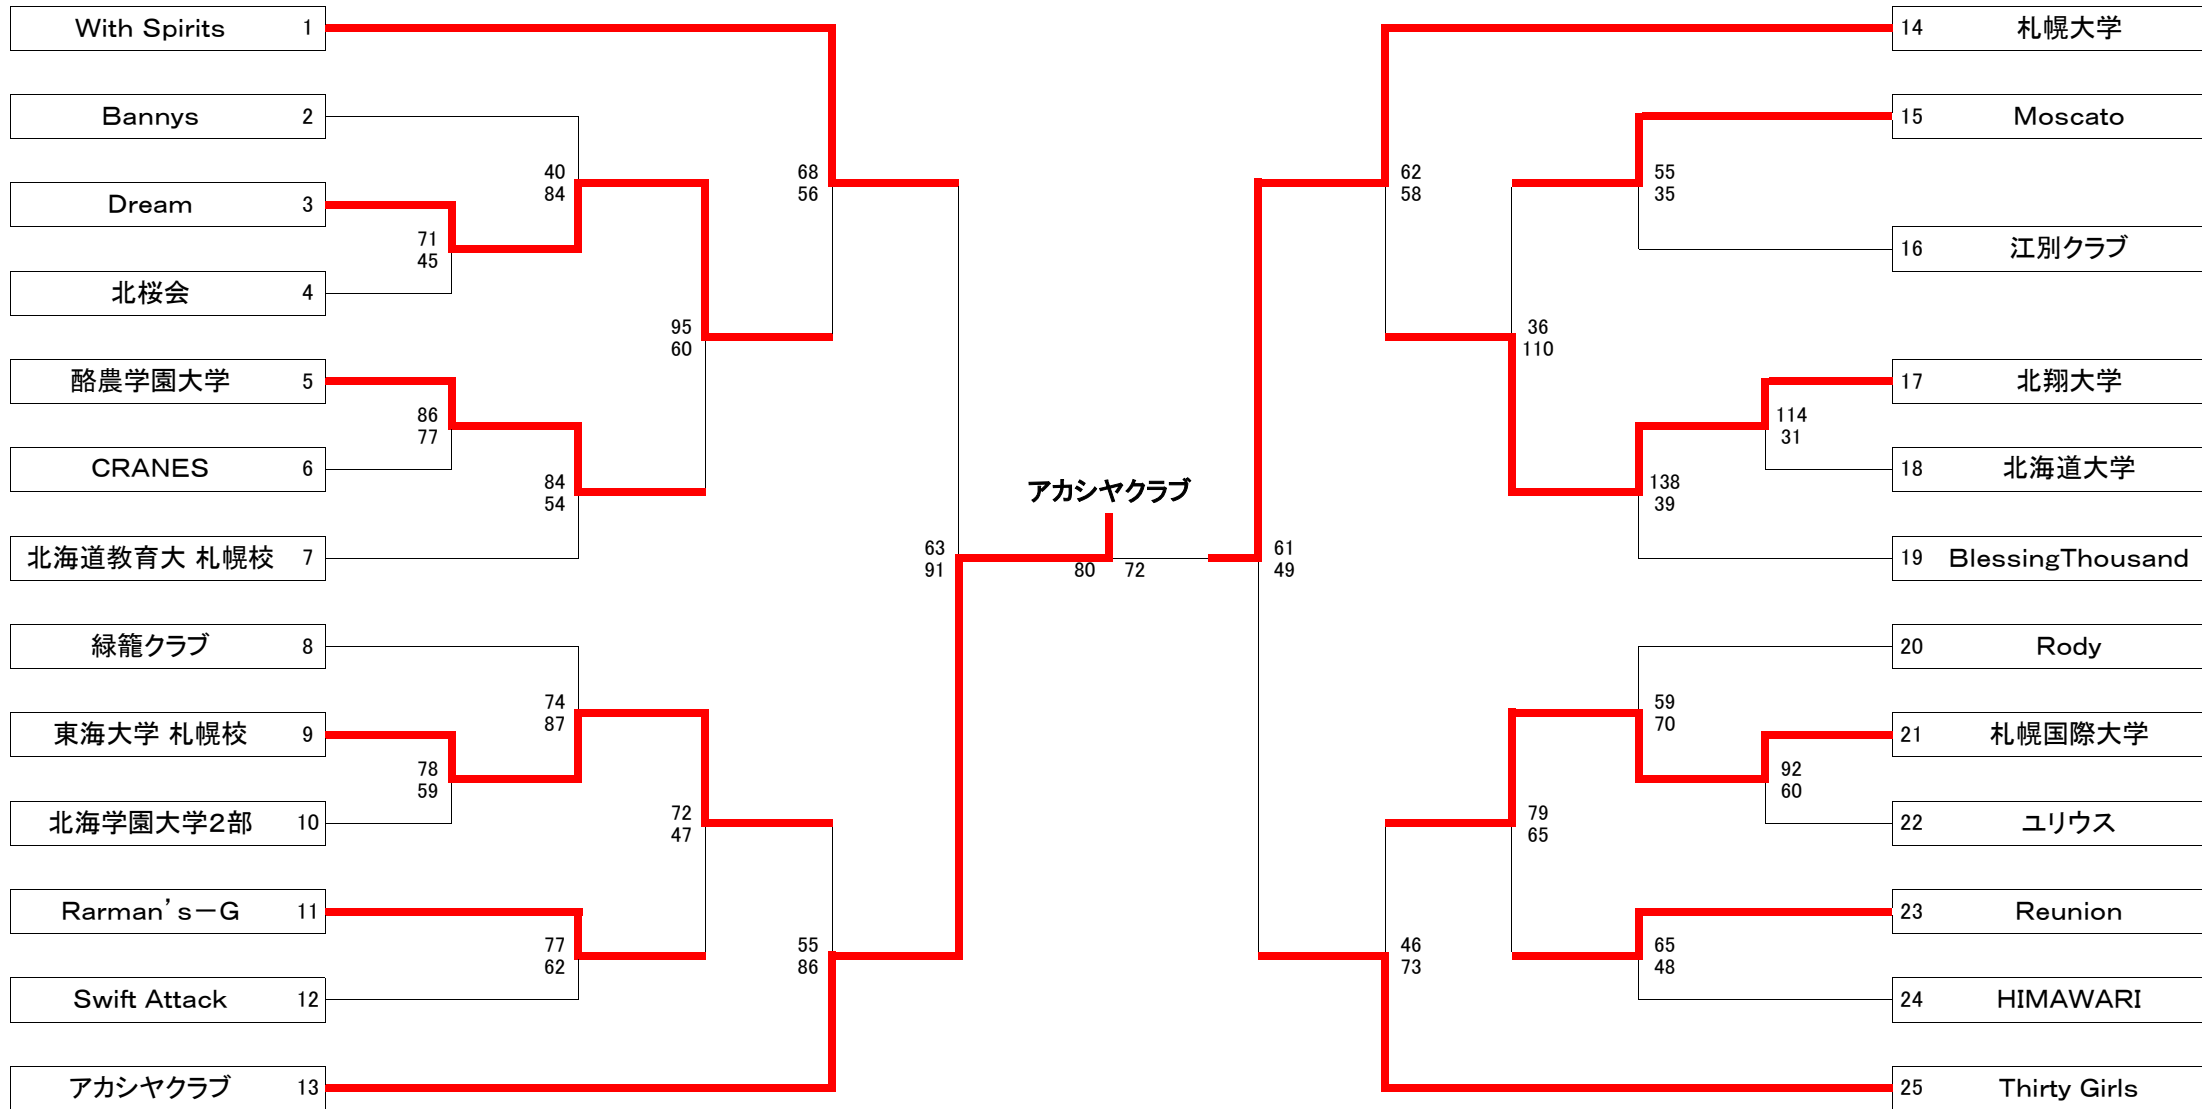 With Spirits 1
Bannys 2
Dream 3
北桜会 4
酪農学園大学 5
CRANES 6
北海道教育大 札幌校 7
緑籠クラブ 8
東海大学 札幌校 9
北海学園大学2部 10
Rarman's－G 11
Swift Attack 12
アカシヤクラブ 13
71
45
86
77
78
59
40
84
84
54
74
87
77
62
95
60
72
47
68
56
55
86
63
91
アカシヤクラブ
80 72
61
49
62
58
46
73
36
110
79
65
55
35
138
39
59
70
65
48
114
31
92
60
14 札幌大学
15 Moscato
16 江別クラブ
17 北翔大学
18 北海道大学
19 BlessingThousand
20 Rody
21 札幌国際大学
22 ユリウス
23 Reunion
24 HIMAWARI
25 Thirty Girls